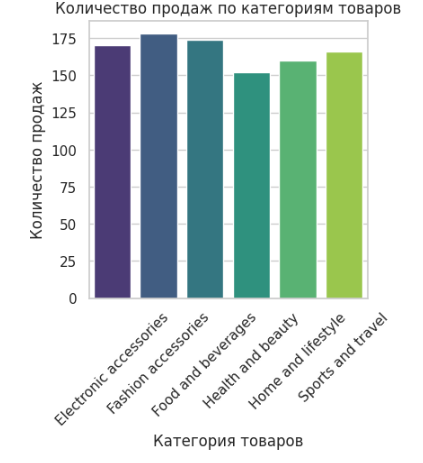 Количество продаж по категориям товаров
Количество продаж
175
150
125
100
75
50
25
0
Electronic accessories
Fashion accessories
Food and beverages
Health and beauty
Home and lifestyle
Sports and travel
Категория товаров